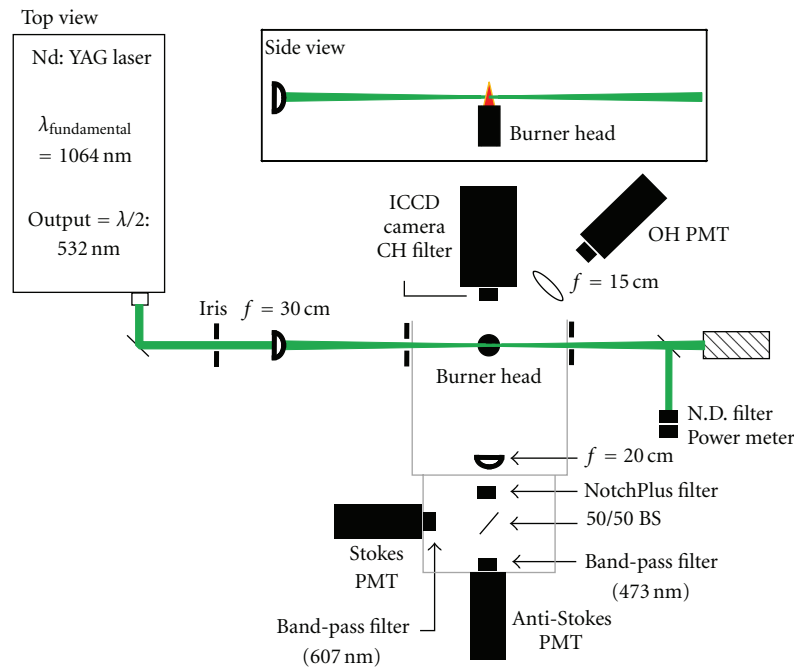 Top view
Nd: YAG laser
λfundamental
= 1064 nm
Output = λ/2:
532 nm
Side view
Burner head
ICCD
camera
CH filter
OH PMT
f = 15 cm
Iris
f = 30 cm
Burner head
N.D. filter
Power meter
f = 20 cm
NotchPlus filter
50/50 BS
Stokes
PMT
Band-pass filter
(473 nm)
Band-pass filter
(607 nm)
Anti-Stokes
PMT